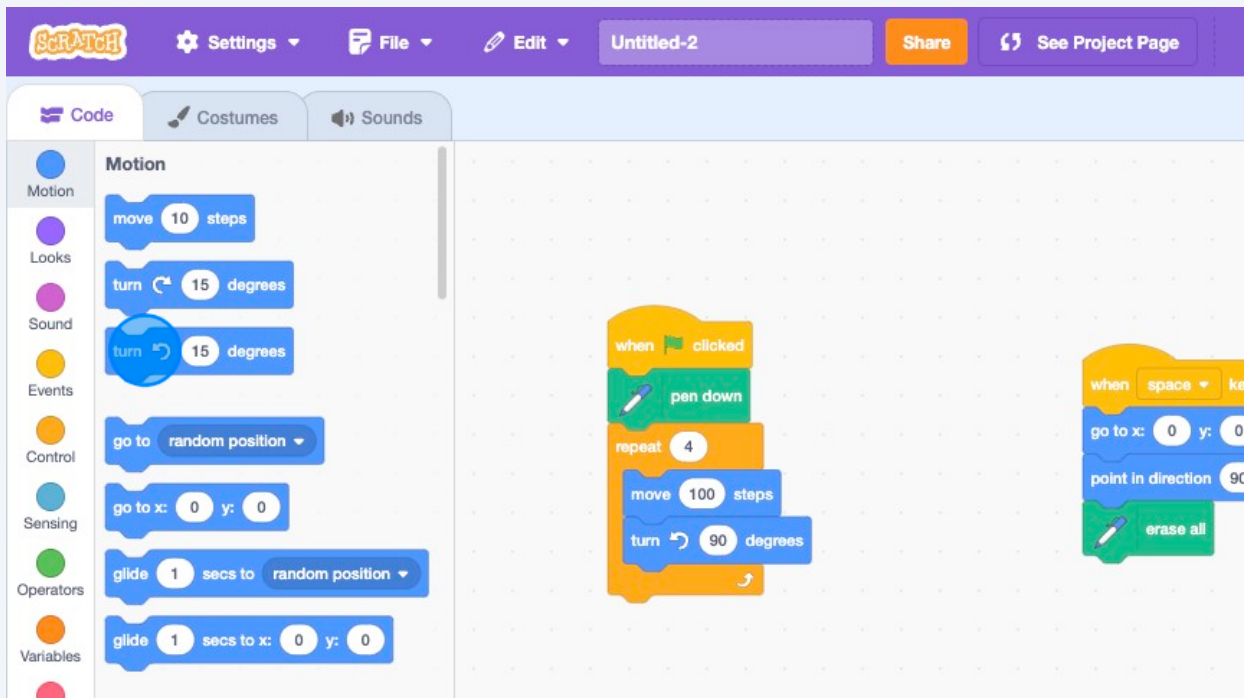 SCRATCH Settings File Edit Untitled-2 Share See Project Page
Code Costumes Sounds
Motion
Looks
Sound
Events
Control
Sensing
Operators
Variables
Motion
move 10 steps
turn 15 degrees
turn 15 degrees
go to random position
go to x: 0 y: 0
glide 1 secs to random position
glide 1 secs to x: 0 y: 0
when clicked
pen down
repeat 4
move 100 steps
turn 90 degrees
when space ke
go to x: 0 y: 0
point in direction 90
erase all